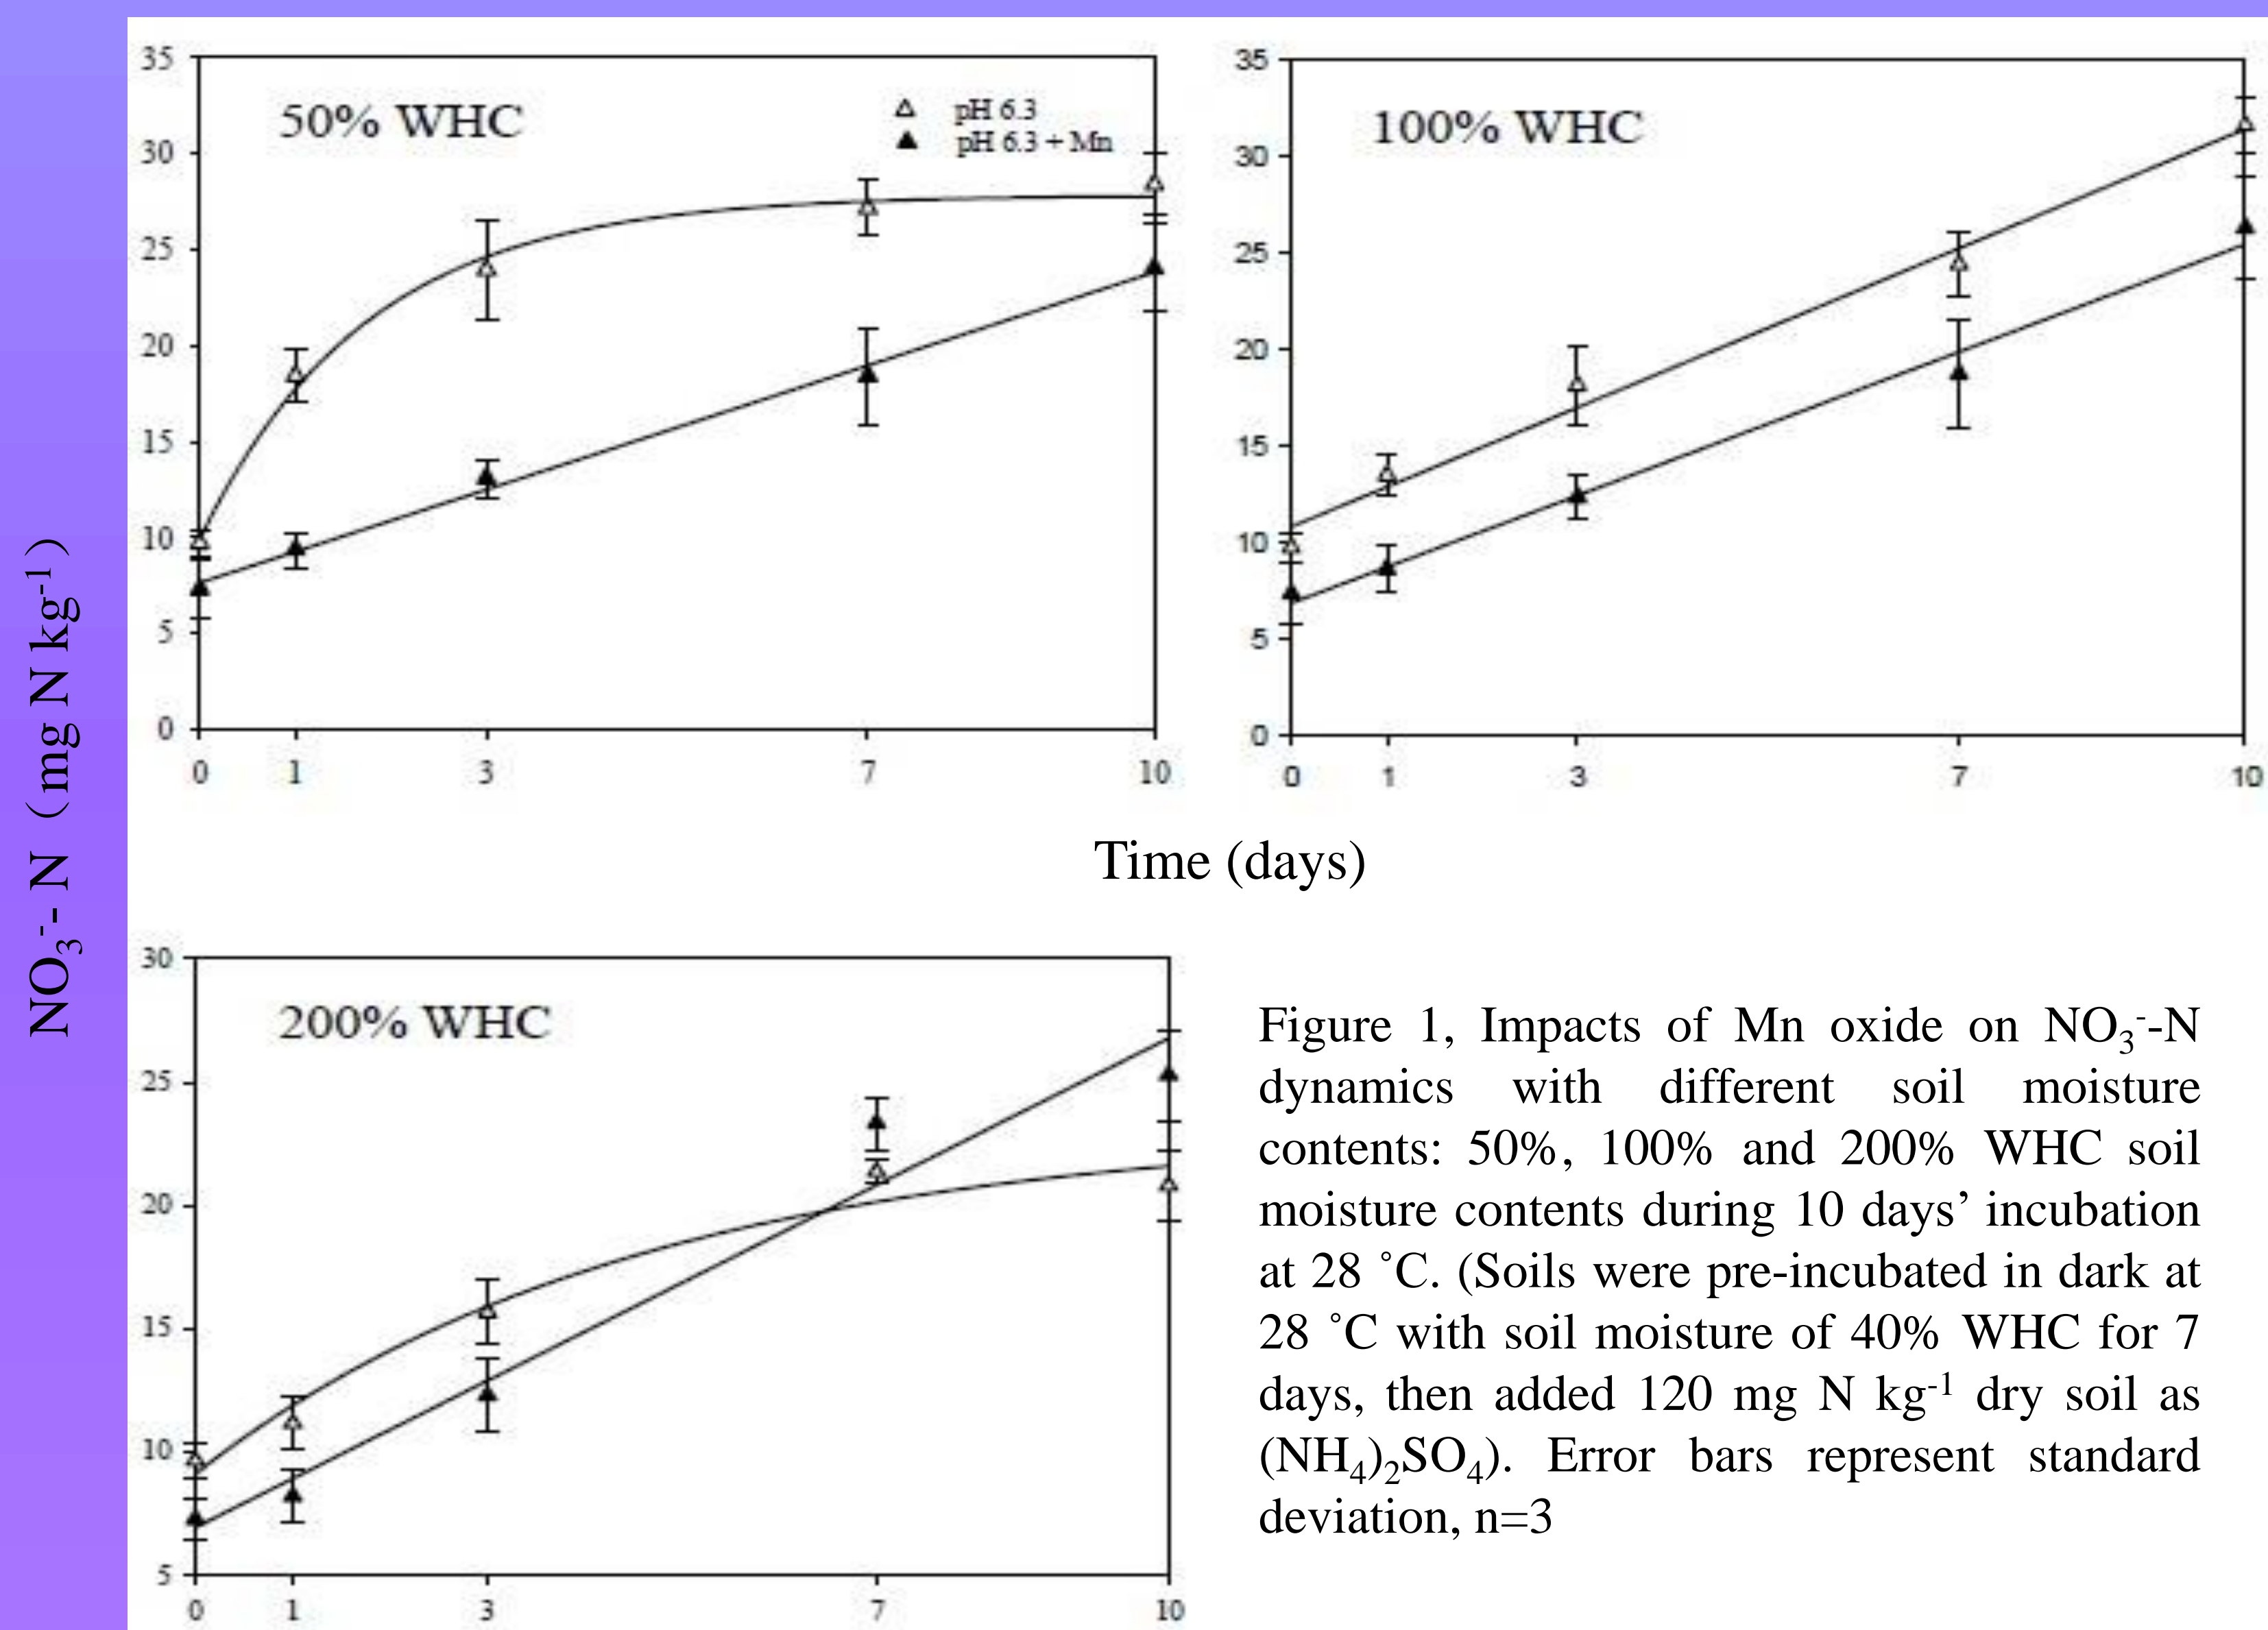 NO₃⁻- N (mg N kg⁻¹)
50% WHC
pH 6.3
pH 6.3 + Mn
35
30
25
20
15
10
5
0
0 1 3 7 10
100% WHC
35
30
25
20
15
10
5
0
0 1 3 7 10
Time (days)
200% WHC
30
25
20
15
10
5
0 1 3 7 10
Figure 1, Impacts of Mn oxide on NO₃⁻-N
dynamics with different soil moisture
contents: 50%, 100% and 200% WHC soil
moisture contents during 10 days’ incubation
at 28 ˚C. (Soils were pre-incubated in dark at
28 ˚C with soil moisture of 40% WHC for 7
days, then added 120 mg N kg⁻¹ dry soil as
(NH₄)₂SO₄). Error bars represent standard
deviation, n=3